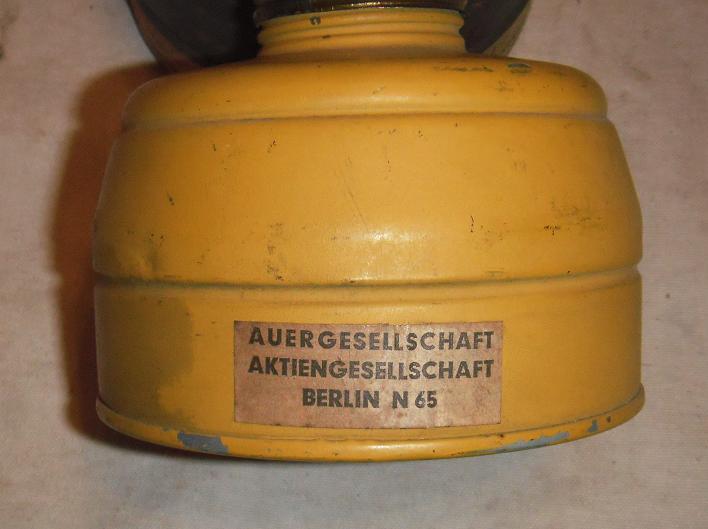 AUERGESELLSCHAFT
AKTIENGESELLSCHAFT
BERLIN N 65